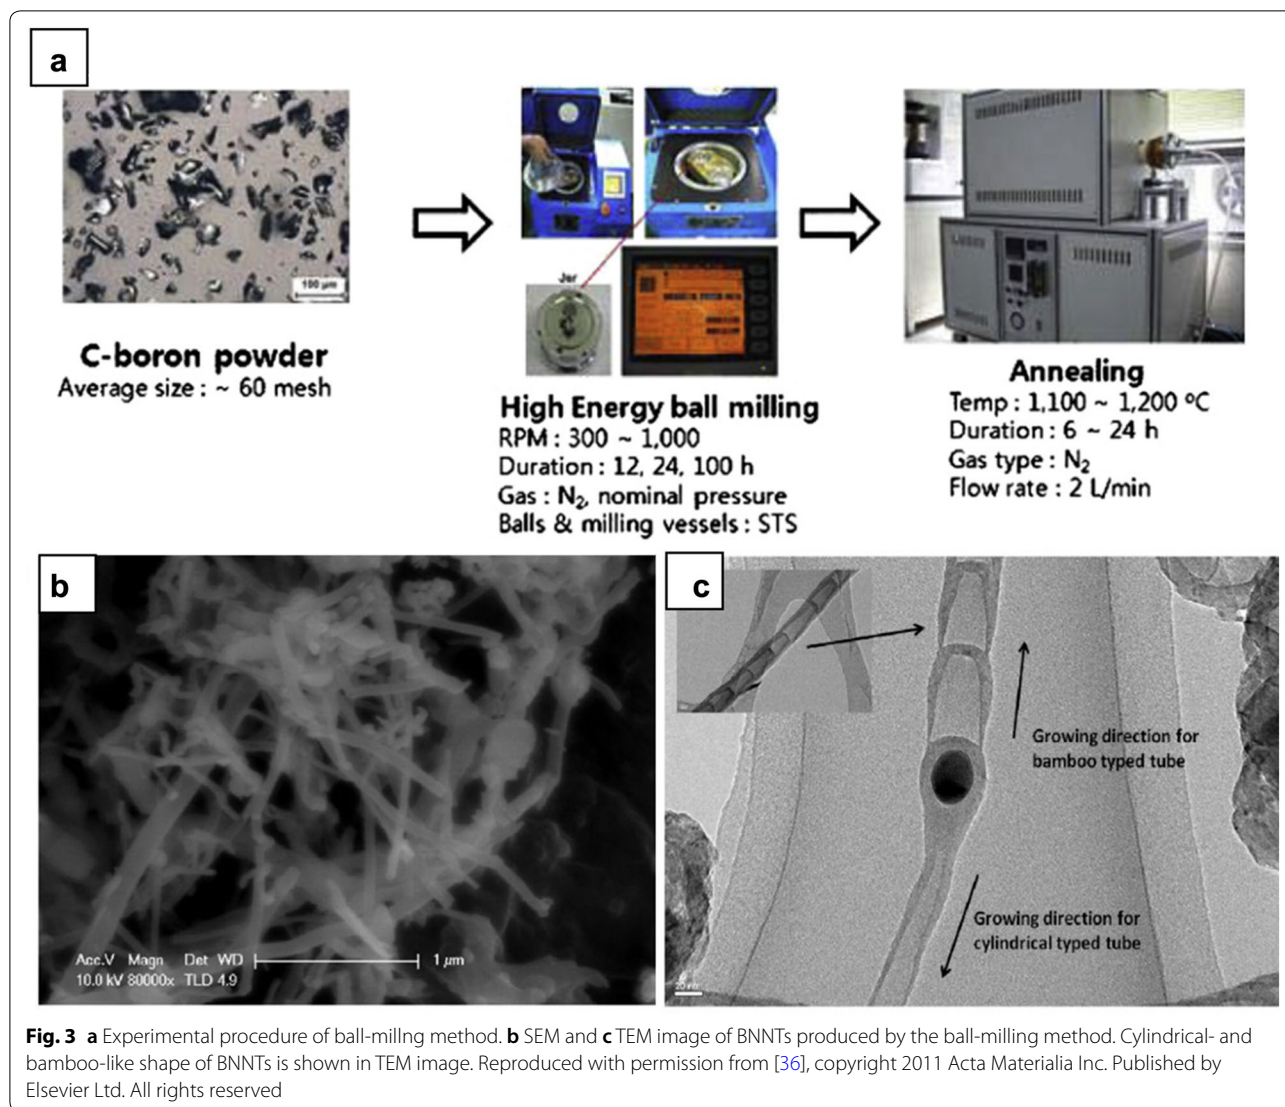 a
100 µm
Jar
C-boron powder
Average size : ~ 60 mesh
High Energy ball milling
RPM : 300 ~ 1,000
Duration : 12, 24, 100 h
Gas : N₂, nominal pressure
Balls & milling vessels : STS
Annealing
Temp : 1,100 ~ 1,200 ºC
Duration : 6 ~ 24 h
Gas type : N₂
Flow rate : 2 L/min
b
Acc.V Magn Det WD 1 µm
10.0 kV 80000x TLD 4.9
c
Growing direction for
bamboo typed tube
Growing direction for
cylindrical typed tube
20 nm
Fig. 3 a Experimental procedure of ball-millng method. b SEM and c TEM image of BNNTs produced by the ball-milling method. Cylindrical- and
bamboo-like shape of BNNTs is shown in TEM image. Reproduced with permission from [36], copyright 2011 Acta Materialia Inc. Published by
Elsevier Ltd. All rights reserved